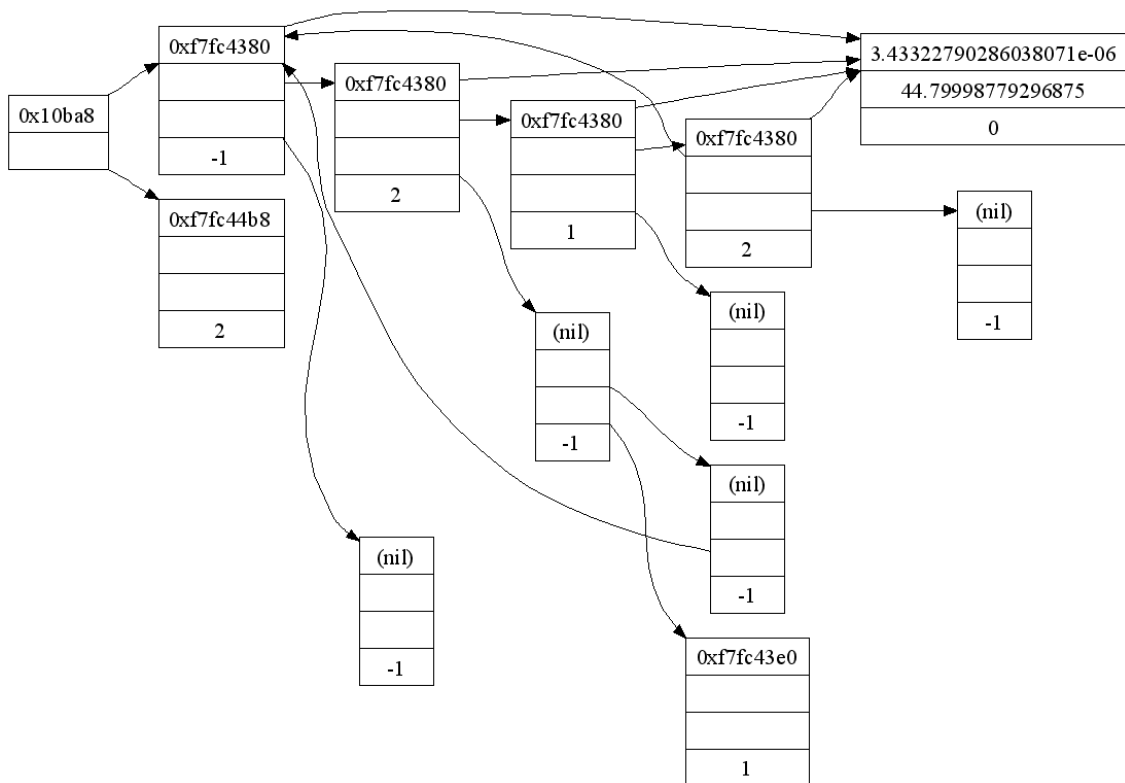 0x10ba8
0xf7fc4380
-1
0xf7fc44b8
2
0xf7fc4380
2
0xf7fc4380
1
0xf7fc4380
2
3.43322790286038071e-06
44.79998779296875
0
(nil)
-1
(nil)
-1
(nil)
-1
(nil)
-1
(nil)
-1
0xf7fc43e0
1